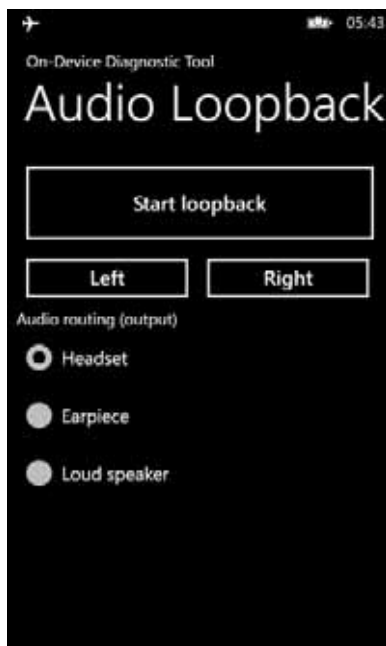 05:43
On-Device Diagnostic Tool
Audio Loopback
Start loopback
Left Right
Audio routing (output)
Headset
Earpiece
Loud speaker